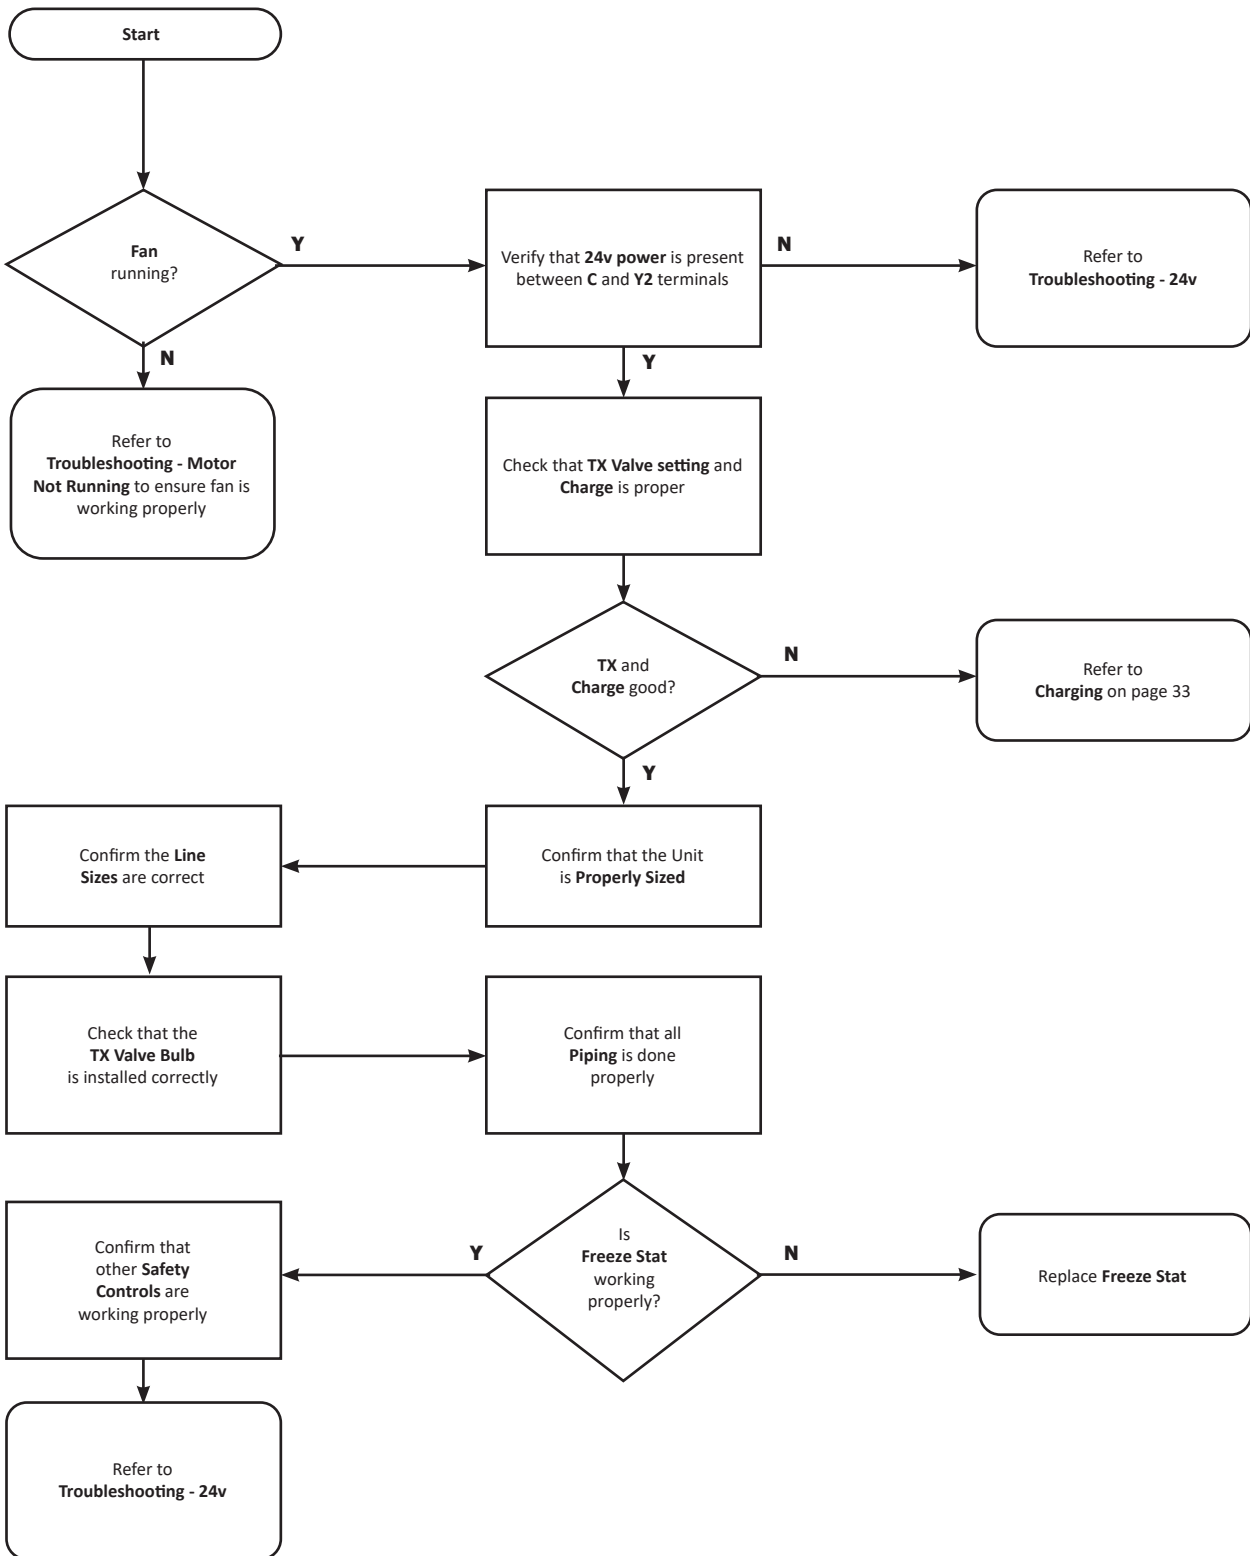 Start
Fan
running?
Y
N
Verify that 24v power is present
between C and Y2 terminals
N
Refer to
Troubleshooting - 24v
Y
Refer to
Troubleshooting - Motor
Not Running to ensure fan is
working properly
Check that TX Valve setting and
Charge is proper
TX and
Charge good?
N
Refer to
Charging on page 33
Y
Confirm that the Unit
is Properly Sized
Confirm the Line
Sizes are correct
Check that the
TX Valve Bulb
is installed correctly
Confirm that all
Piping is done
properly
Is
Freeze Stat
working
properly?
Y
N
Replace Freeze Stat
Confirm that
other Safety
Controls are
working properly
Refer to
Troubleshooting - 24v